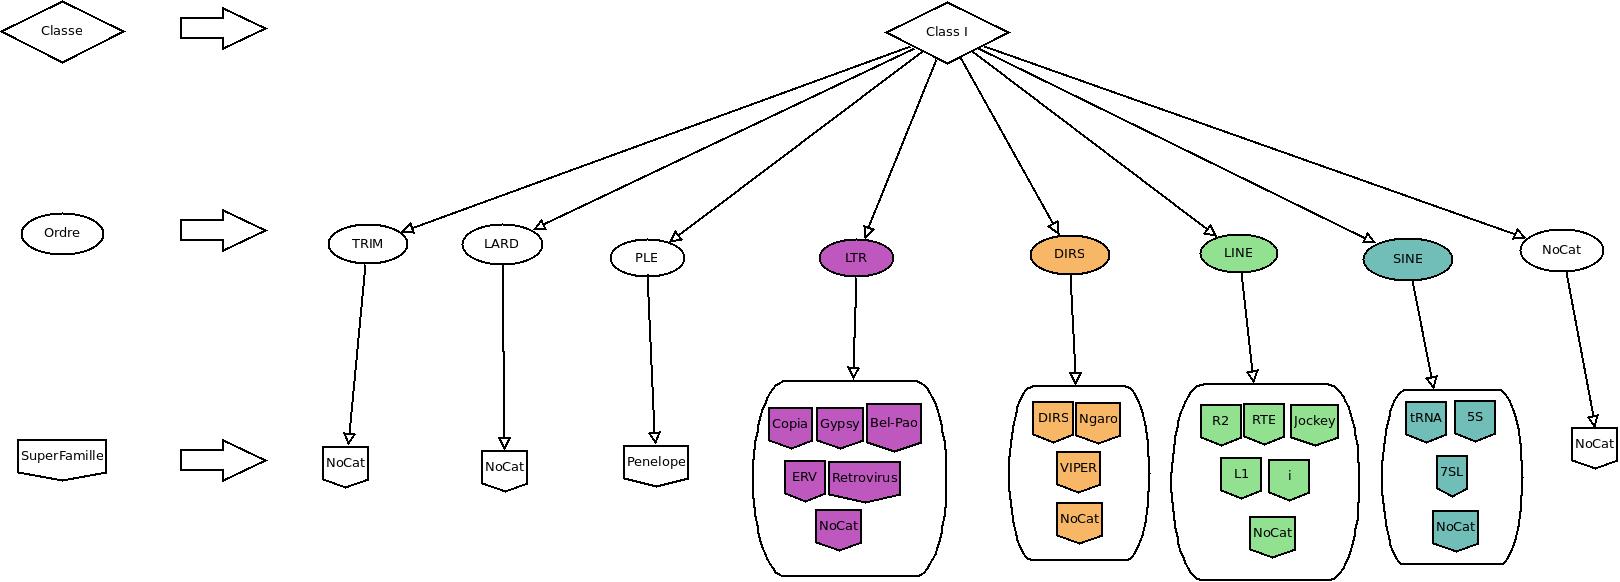 Classe
Class I
Ordre
TRIM
LARD
PLE
LTR
DIRS
LINE
SINE
NoCat
SuperFamille
NoCat
NoCat
Penelope
Copia
Gypsy
Bel-Pao
ERV
Retrovirus
NoCat
DIRS
Ngaro
VIPER
NoCat
R2
RTE
Jockey
L1
i
NoCat
tRNA
5S
7SL
NoCat
NoCat